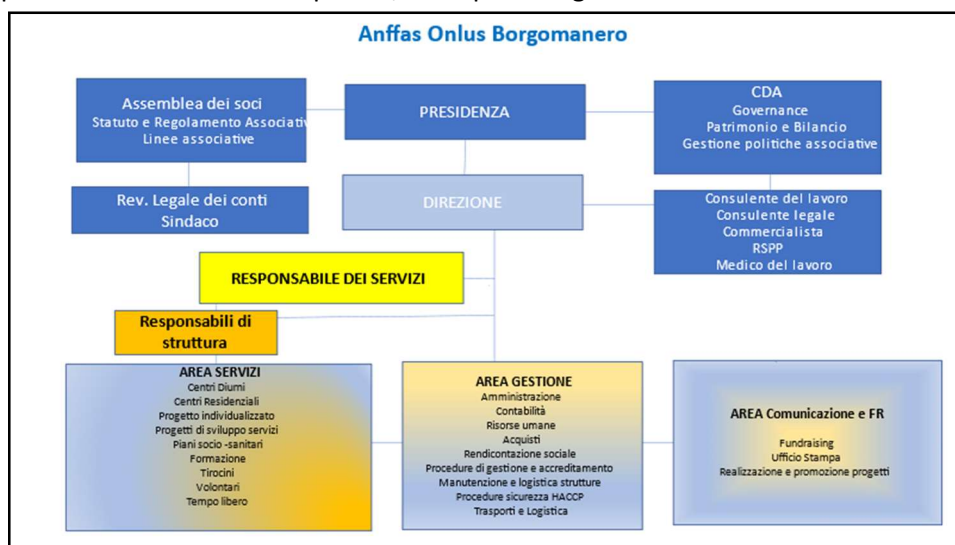 Anffas Onlus Borgomanero
Assemblea dei soci
Statuto e Regolamento Associativ
Linee associative
PRESIDENZA
CDA
Governance
Patrimonio e Bilancio
Gestione politiche associative
Rev. Legale dei conti
Sindaco
DIREZIONE
Consulente del lavoro
Consulente legale
Commercialista
RSPP
Medico del lavoro
RESPONSABILE DEI SERVIZI
Responsabili di
struttura
AREA SERVIZI
Centri Diurni
Centri Residenziali
Progetto individualizzato
Progetti di sviluppo servizi
Piani socio -sanitari
Formazione
Tirocini
Volontari
Tempo libero
AREA GESTIONE
Amministrazione
Contabilità
Risorse umane
Acquisti
Rendicontazione sociale
Procedure di gestione e accreditamento
Manutenzione e logistica strutture
Procedure sicurezza HACCP
Trasporti e Logistica
AREA Comunicazione e FR
Fundraising
Ufficio Stampa
Realizzazione e promozione progetti